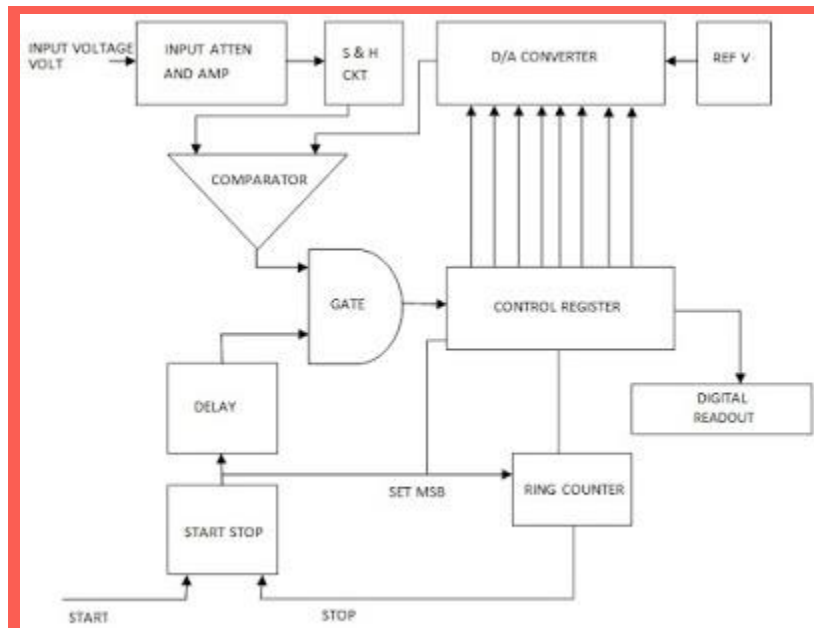 INPUT VOLTAGE
VOLT
INPUT ATTEN
AND AMP
S & H
CKT
D/A CONVERTER
REF V
COMPARATOR
GATE
CONTROL REGISTER
DELAY
DIGITAL
READOUT
SET MSB
RING COUNTER
START STOP
START
STOP